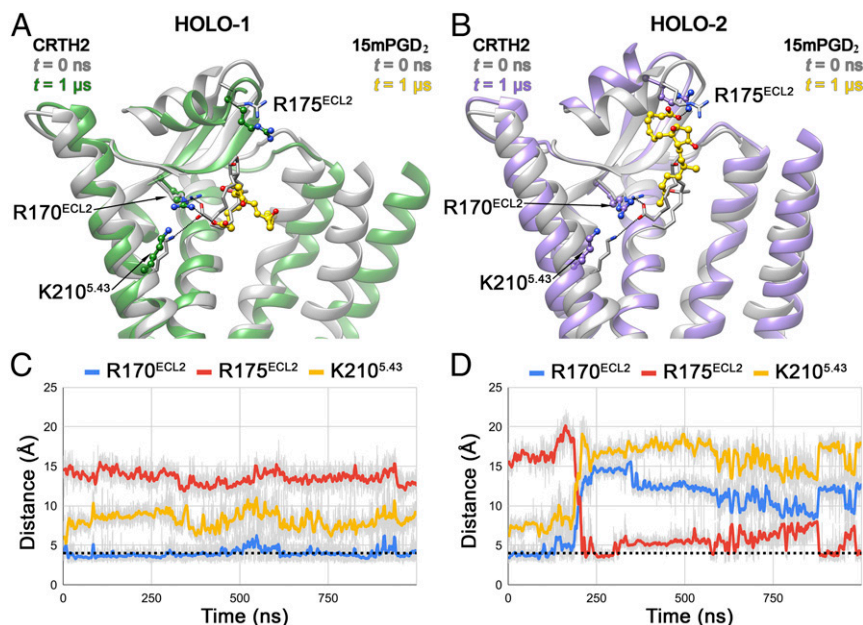 A
HOLO-1
CRTH2
t = 0 ns
t = 1 µs
15mPGD₂
t = 0 ns
t = 1 µs
R175ᴱᶜᴸ²
R170ᴱᶜᴸ²
K210⁵·⁴³
B
HOLO-2
CRTH2
t = 0 ns
t = 1 µs
15mPGD₂
t = 0 ns
t = 1 µs
R175ᴱᶜᴸ²
R170ᴱᶜᴸ²
K210⁵·⁴³
C
R170ᴱᶜᴸ² R175ᴱᶜᴸ² K210⁵·⁴³
Distance (Å)
25
20
15
10
5
0
0 250 500 750
Time (ns)
D
R170ᴱᶜᴸ² R175ᴱᶜᴸ² K210⁵·⁴³
Distance (Å)
25
20
15
10
5
0
0 250 500 750
Time (ns)